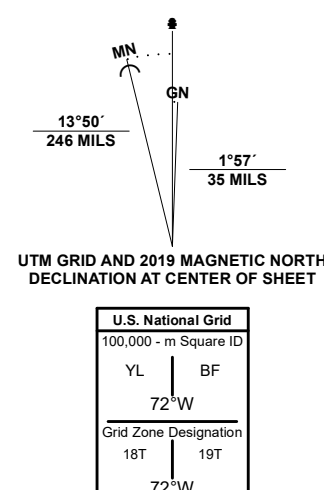 MN
GN
13°50´
246 MILS
1°57´
35 MILS
UTM GRID AND 2019 MAGNETIC NORTH
DECLINATION AT CENTER OF SHEET
U.S. National Grid
100,000 - m Square ID
YL BF
72°W
Grid Zone Designation
18T 19T
72°W